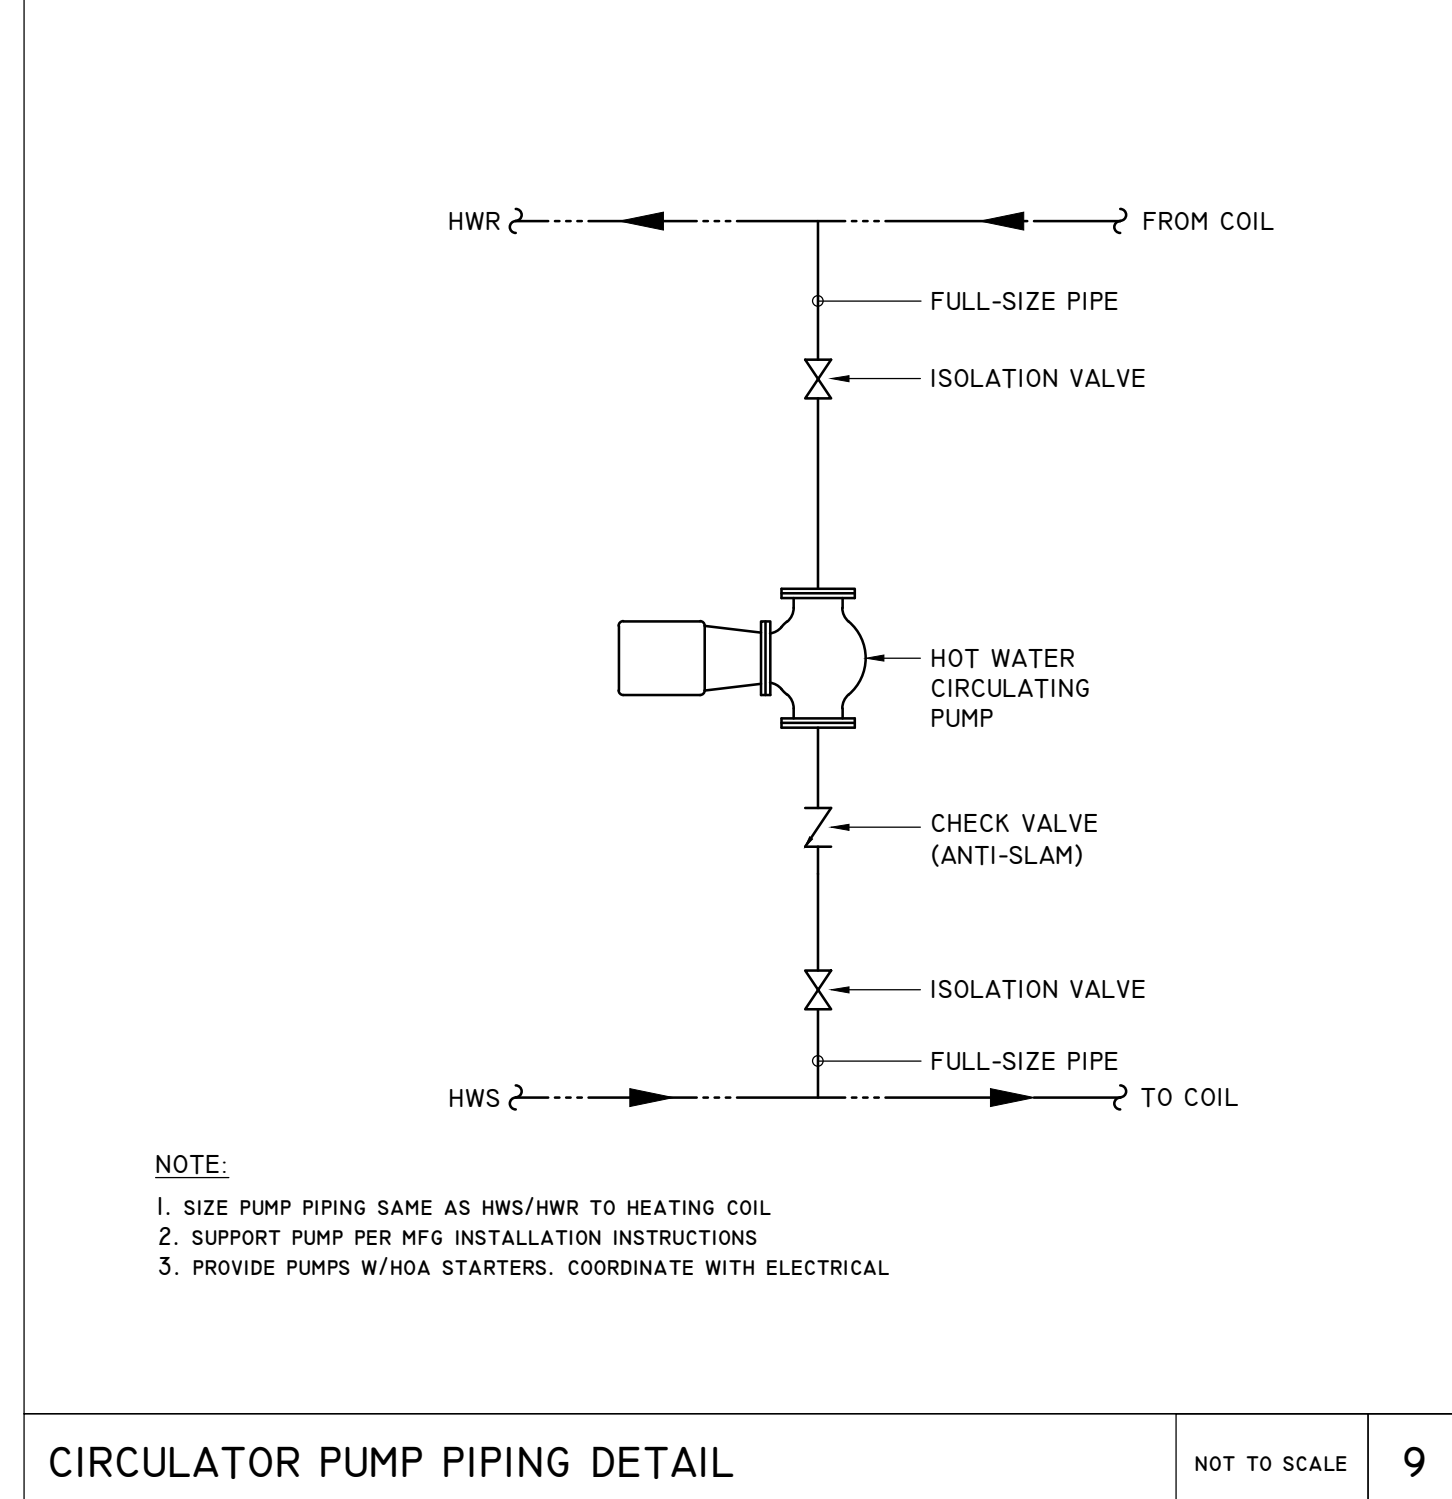 HWR
FROM COIL
FULL-SIZE PIPE
ISOLATION VALVE
HOT WATER
CIRCULATING
PUMP
CHECK VALVE
(ANTI-SLAM)
ISOLATION VALVE
FULL-SIZE PIPE
HWS
TO COIL
NOTE:
1. SIZE PUMP PIPING SAME AS HWS/HWR TO HEATING COIL
2. SUPPORT PUMP PER MFG INSTALLATION INSTRUCTIONS
3. PROVIDE PUMPS W/HOA STARTERS. COORDINATE WITH ELECTRICAL
CIRCULATOR PUMP PIPING DETAIL
NOT TO SCALE
9